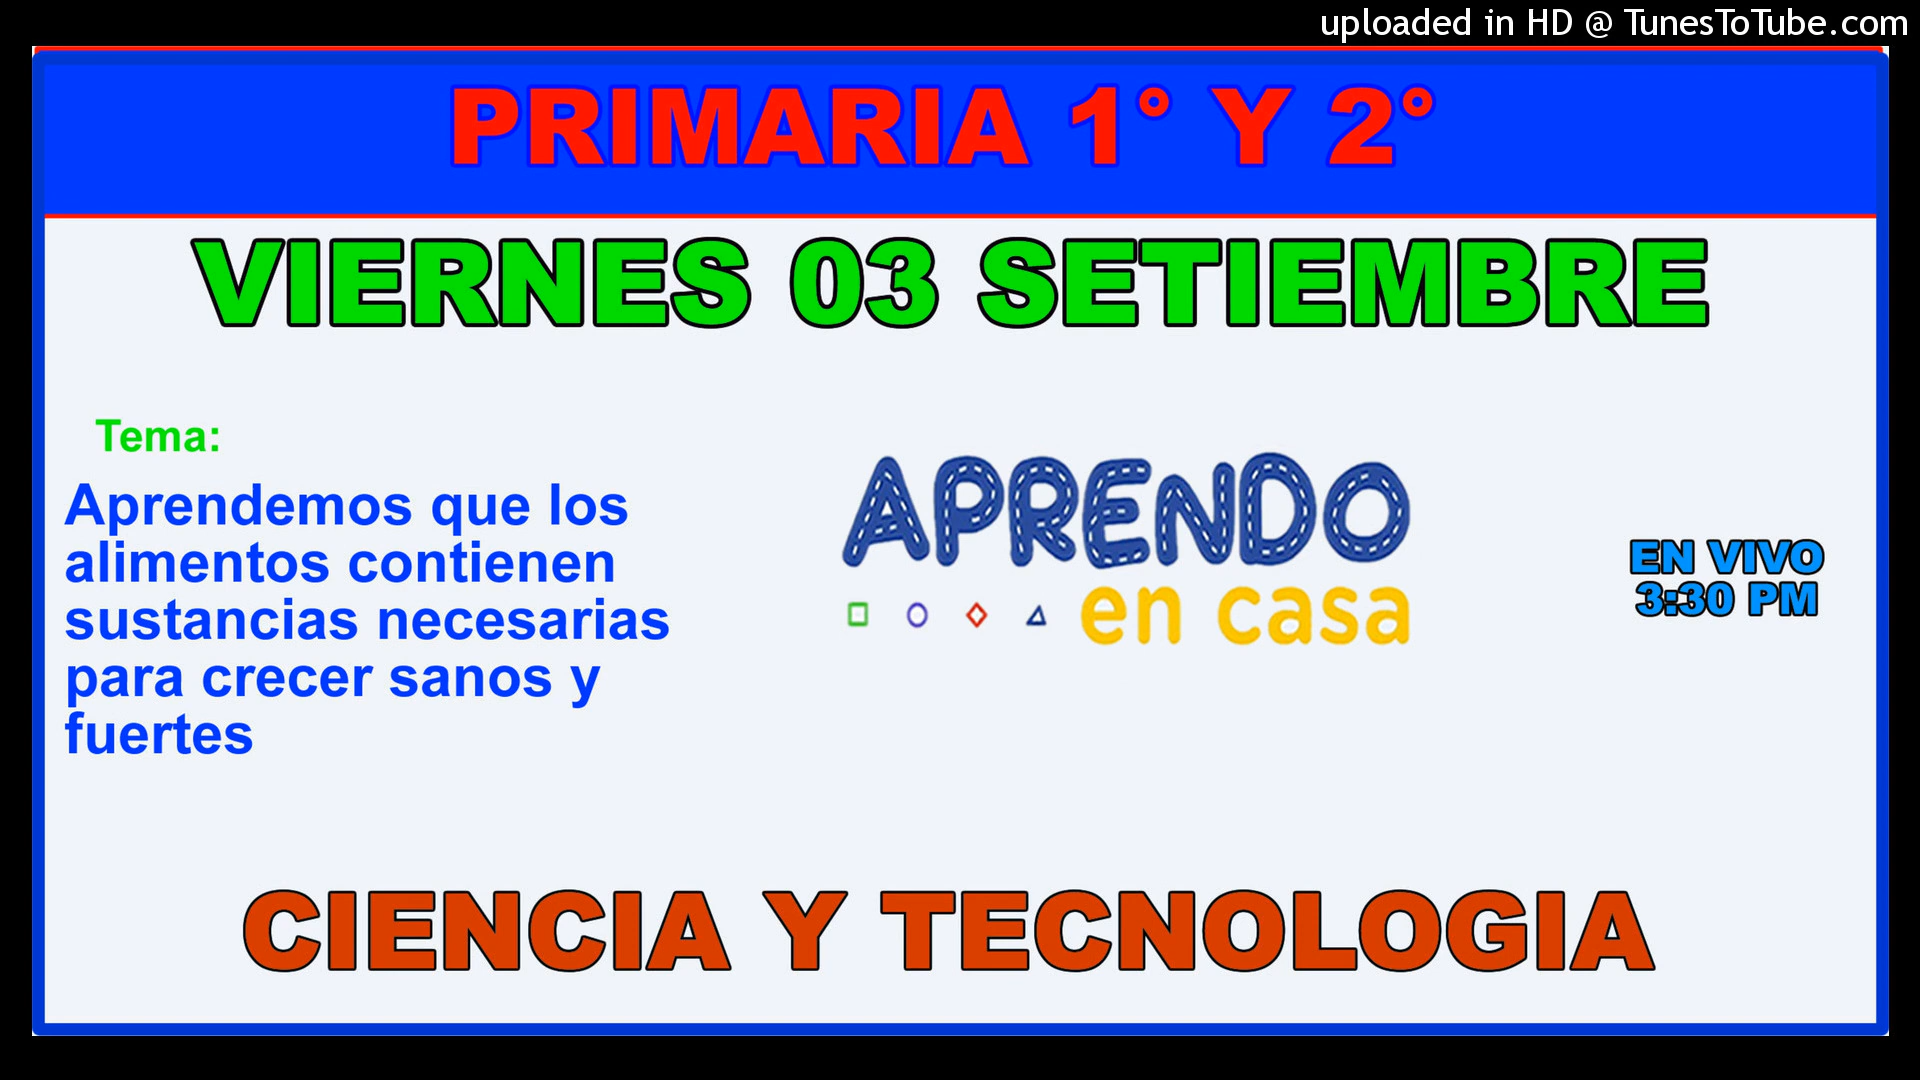 uploaded in HD @ TunesToTube.com
PRIMARIA 1° Y 2°
VIERNES 03 SETIEMBRE
Tema:
Aprendemos que los
alimentos contienen
sustancias necesarias
para crecer sanos y
fuertes
APRENDO
en casa
EN VIVO
3:30 PM
CIENCIA Y TECNOLOGIA